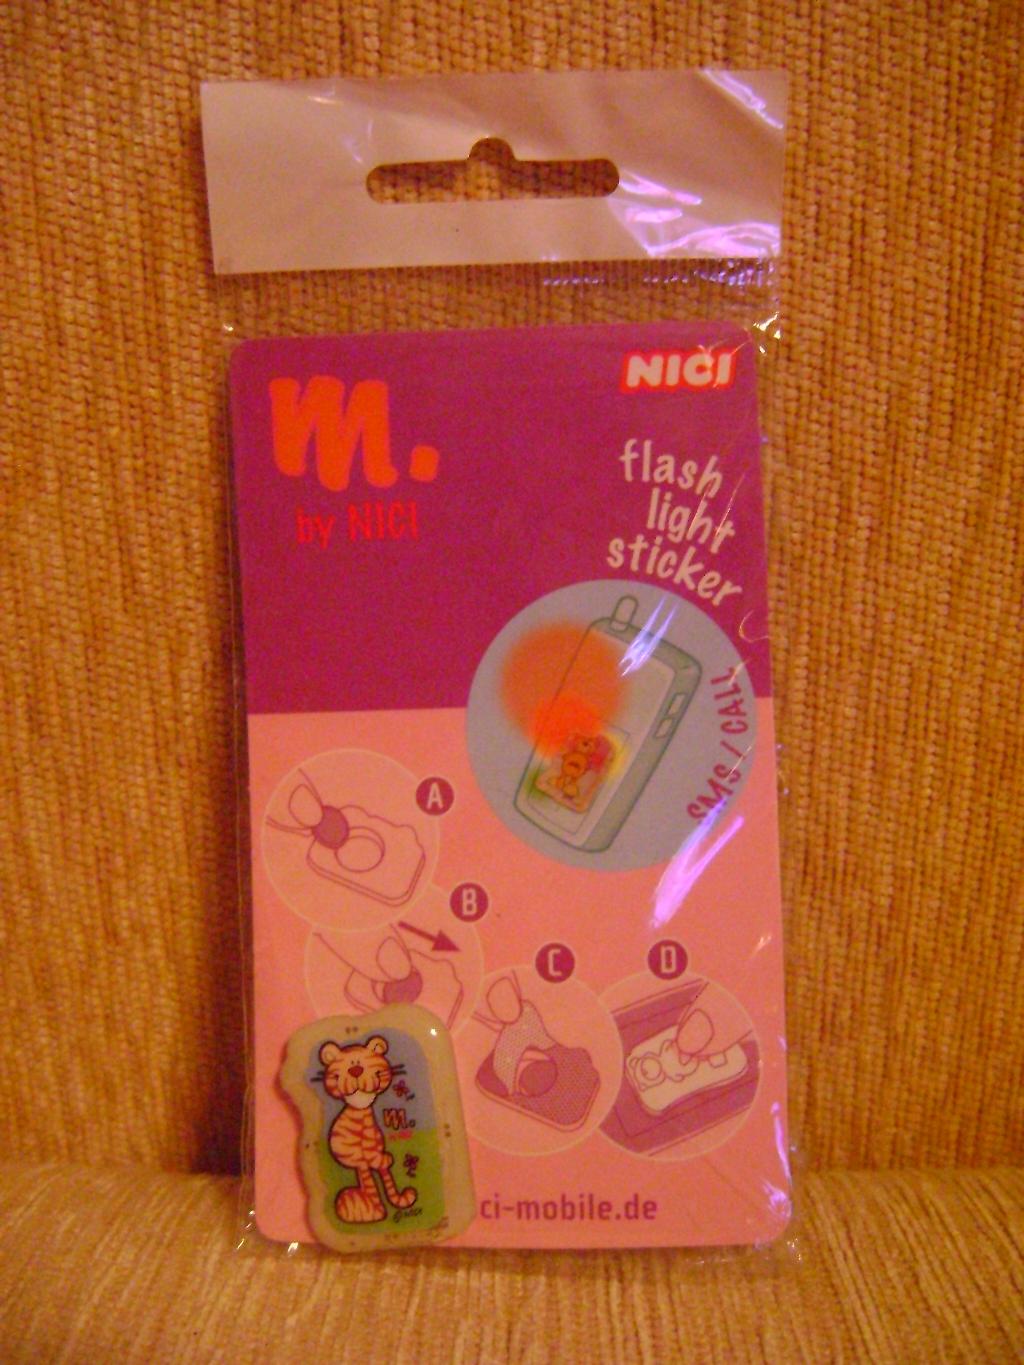 NICI
m.
by NICI
flash
light
sticker
SMS / CALL
A
B
C
D
m.
ci-mobile.de